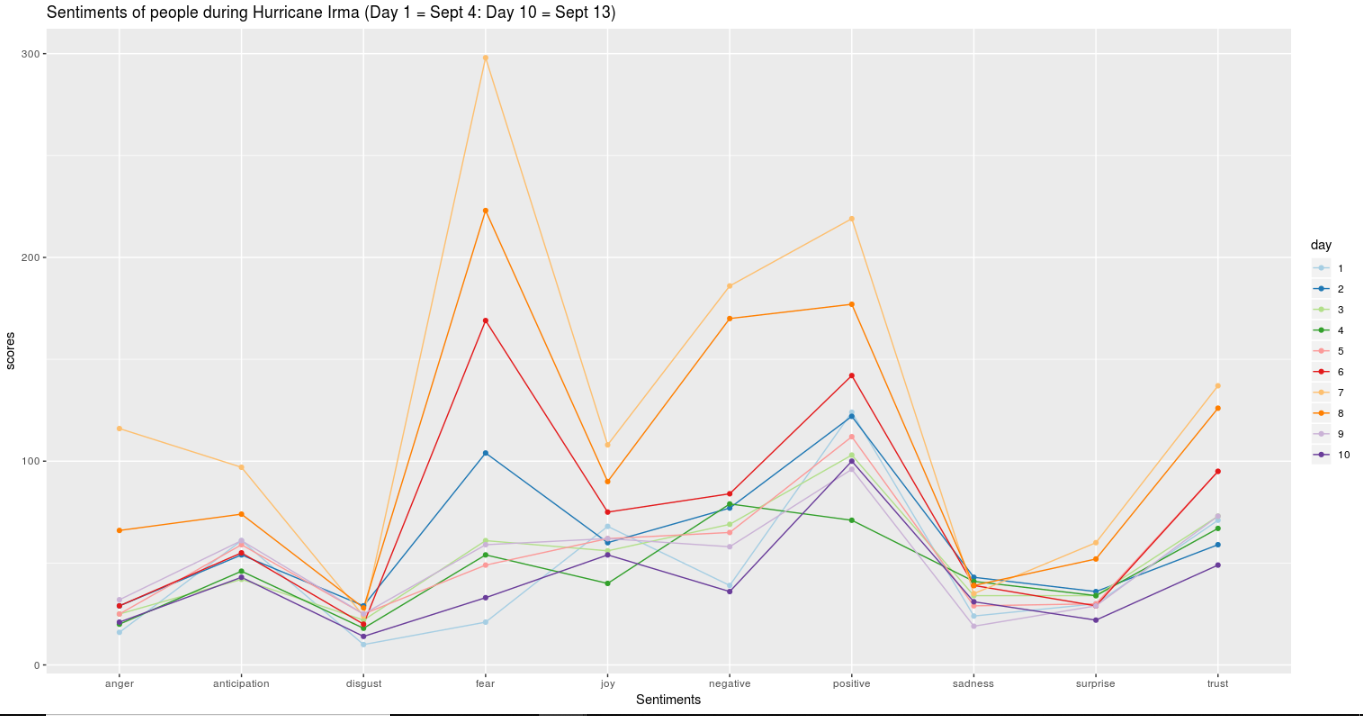 Sentiments of people during Hurricane Irma (Day 1 = Sept 4: Day 10 = Sept 13)
300
200
100
0
scores
anger anticipation disgust fear joy negative positive sadness surprise trust
Sentiments
day
1
2
3
4
5
6
7
8
9
10